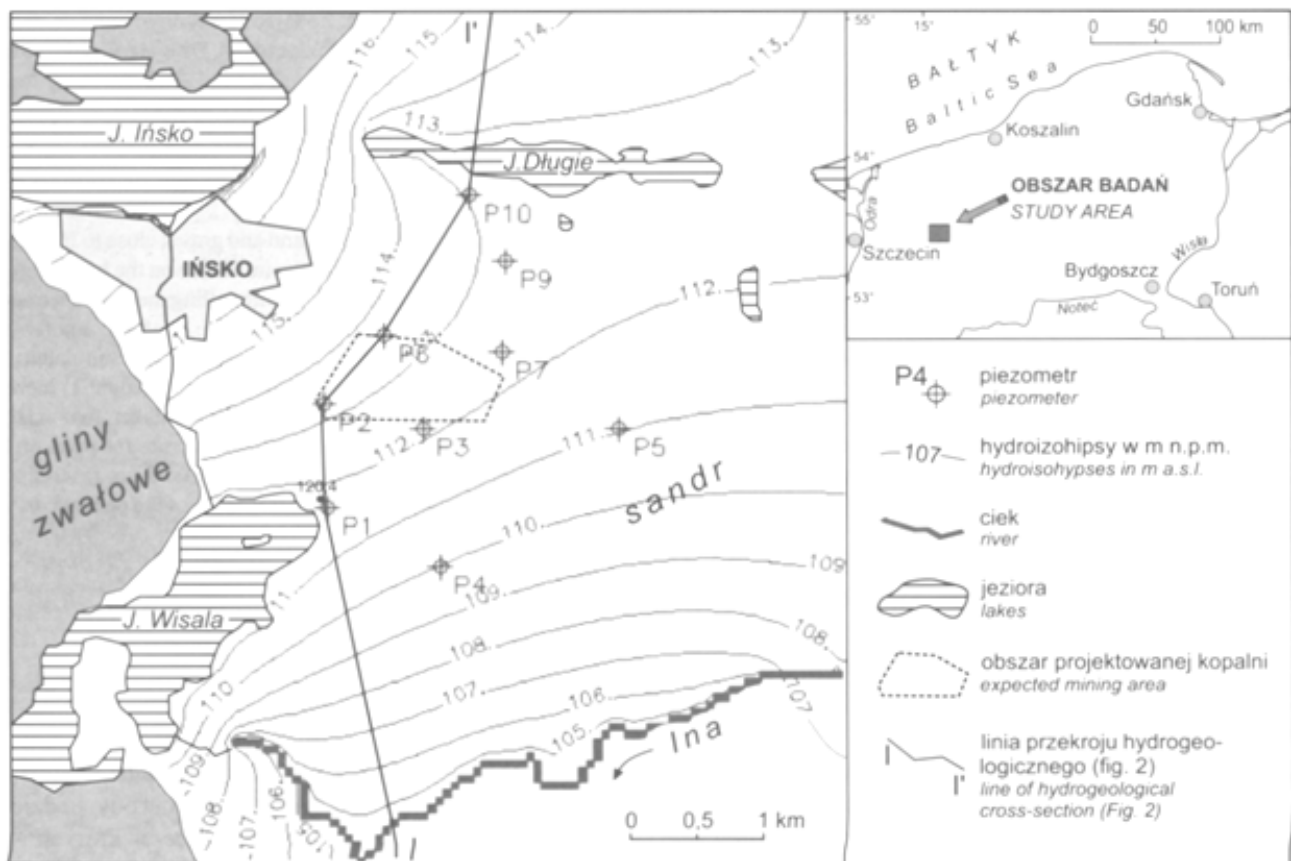 116
115
I'
114
113
J. Ińsko
113
J.Długie
P10
IŃSKO
114
P9
112
115
113
P6
P7
P2
112
P3
111
P5
gliny
zwałowe
120,4
P1
sandr
110
11
P4
109
109
J. Wisala
108
108
110
107
106
107
109
105
Ina
108
107
106
105
I
0 0,5 1 km
55°
15°
0 50 100 km
BAŁTYK
Baltic Sea
Gdańsk
Koszalin
54°
OBSZAR BADAŃ
STUDY AREA
Odra
Szczecin
Wisła
Bydgoszcz
Toruń
53°
Noteć
P4
piezometr
piezometer
107
hydroizohipsy w m n.p.m.
hydroisohypses in m a.s.l.
ciek
river
jeziora
lakes
obszar projektowanej kopalni
expected mining area
I
I'
linia przekroju hydrogeo-
logicznego (fig. 2)
line of hydrogeological
cross-section (Fig. 2)